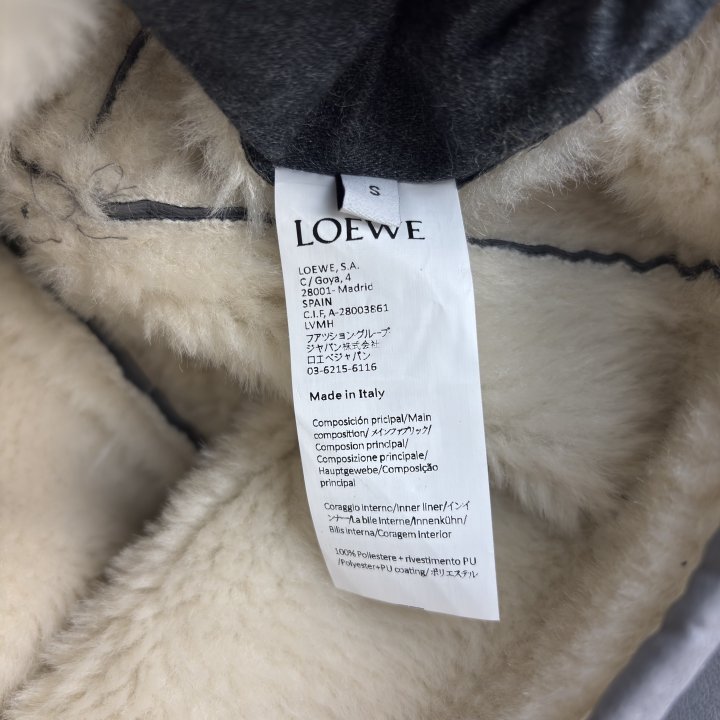 S
LOEWE
LOEWE, S.A.
C/Goya, 4
28001- Madrid
SPAIN
C.I.F, A-28003861
LVMH
ファッショングループ
ジャパン株式会社
ロエベジャパン
03-6215-6116
Made in Italy
Composición pricipal/Main
composition/メインファブリック/
Composion principal/
Composizione principale/
Hauptgewebe/Composição
principal
Coraggio Interno/Inner liner/イン
ンナー/La bile Interne/Innenkühn/
Bilis interna/Coragem Interior
100% Poliestere + rivestimento PU
/Polyester+PU coating/ポリエステル